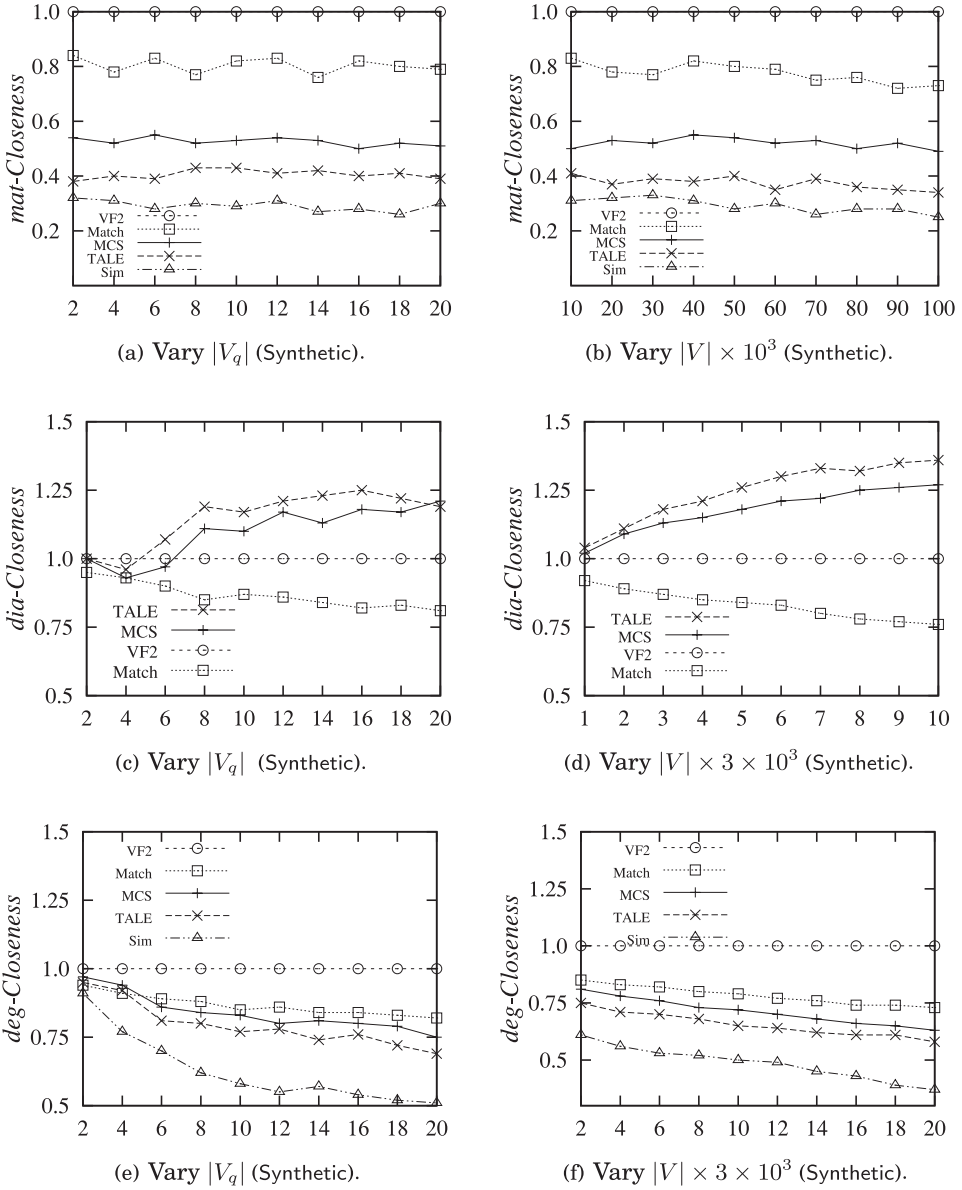 1.0
0.8
0.6
0.4
0.2
mat-Closeness
VF2
Match
MCS
TALE
Sim
2 4 6 8 10 12 14 16 18 20
(a) Vary |V_q| (Synthetic).
1.0
0.8
0.6
0.4
0.2
mat-Closeness
VF2
Match
MCS
TALE
Sim
10 20 30 40 50 60 70 80 90 100
(b) Vary |V| × 10³ (Synthetic).
1.5
1.25
1.0
0.75
0.5
dia-Closeness
TALE
MCS
VF2
Match
2 4 6 8 10 12 14 16 18 20
(c) Vary |V_q| (Synthetic).
1.5
1.25
1.0
0.75
0.5
dia-Closeness
TALE
MCS
VF2
Match
1 2 3 4 5 6 7 8 9 10
(d) Vary |V| × 3 × 10³ (Synthetic).
1.5
1.25
1.0
0.75
0.5
deg-Closeness
VF2
Match
MCS
TALE
Sim
2 4 6 8 10 12 14 16 18 20
(e) Vary |V_q| (Synthetic).
1.5
1.25
1.0
0.75
0.5
deg-Closeness
VF2
Match
MCS
TALE
Sim
2 4 6 8 10 12 14 16 18 20
(f) Vary |V| × 3 × 10³ (Synthetic).